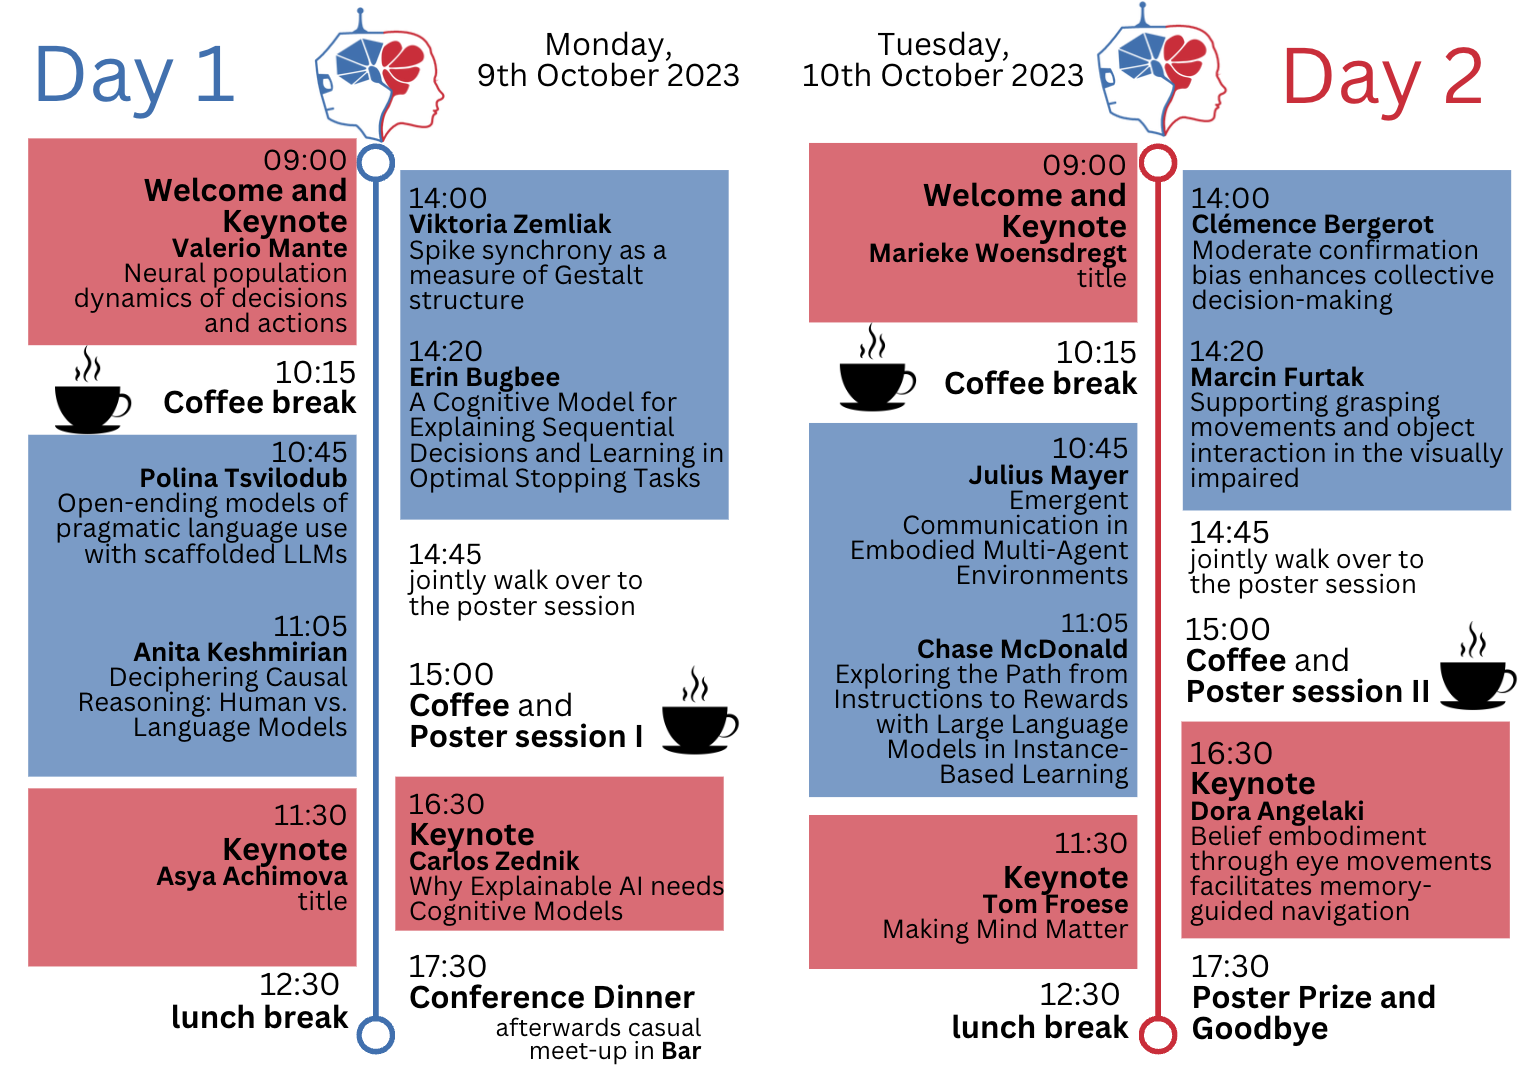 Day 1
Monday,
9th October 2023
09:00
Welcome and
Keynote
Valerio Mante
Neural population
dynamics of decisions
and actions
10:15
Coffee break
10:45
Polina Tsvilodub
Open-ending models of
pragmatic language use
with scaffolded LLMs
11:05
Anita Keshmirian
Deciphering Causal
Reasoning: Human vs.
Language Models
11:30
Keynote
Asya Achimova
title
12:30
lunch break
14:00
Viktoria Zemliak
Spike synchrony as a
measure of Gestalt
structure
14:20
Erin Bugbee
A Cognitive Model for
Explaining Sequential
Decisions and Learning in
Optimal Stopping Tasks
14:45
jointly walk over to
the poster session
15:00
Coffee and
Poster session I
16:30
Keynote
Carlos Zednik
Why Explainable AI needs
Cognitive Models
17:30
Conference Dinner
afterwards casual
meet-up in Bar
Tuesday,
10th October 2023
Day 2
09:00
Welcome and
Keynote
Marieke Woensdregt
title
10:15
Coffee break
10:45
Julius Mayer
Emergent
Communication in
Embodied Multi-Agent
Environments
11:05
Chase McDonald
Exploring the Path from
Instructions to Rewards
with Large Language
Models in Instance-
Based Learning
11:30
Keynote
Tom Froese
Making Mind Matter
12:30
lunch break
14:00
Clémence Bergerot
Moderate confirmation
bias enhances collective
decision-making
14:20
Marcin Furtak
Supporting grasping
movements and object
interaction in the visually
impaired
14:45
jointly walk over to
the poster session
15:00
Coffee and
Poster session II
16:30
Keynote
Dora Angelaki
Belief embodiment
through eye movements
facilitates memory-
guided navigation
17:30
Poster Prize and
Goodbye